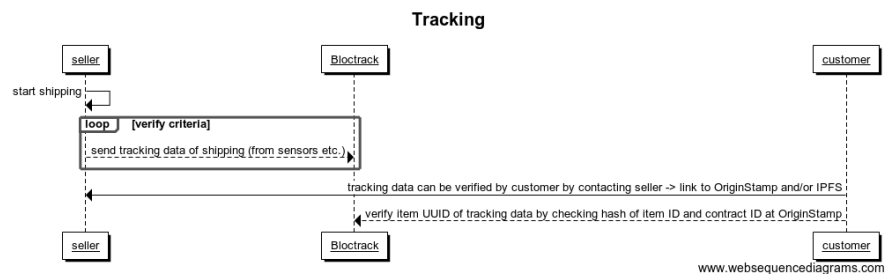 Tracking
seller
Bloctrack
customer
start shipping
loop
[verify criteria]
send tracking data of shipping (from sensors etc.)
tracking data can be verified by customer by contacting seller -> link to OriginStamp and/or IPFS
verify item UUID of tracking data by checking hash of item ID and contract ID at OriginStamp
seller
Bloctrack
customer
www.websequencediagrams.com